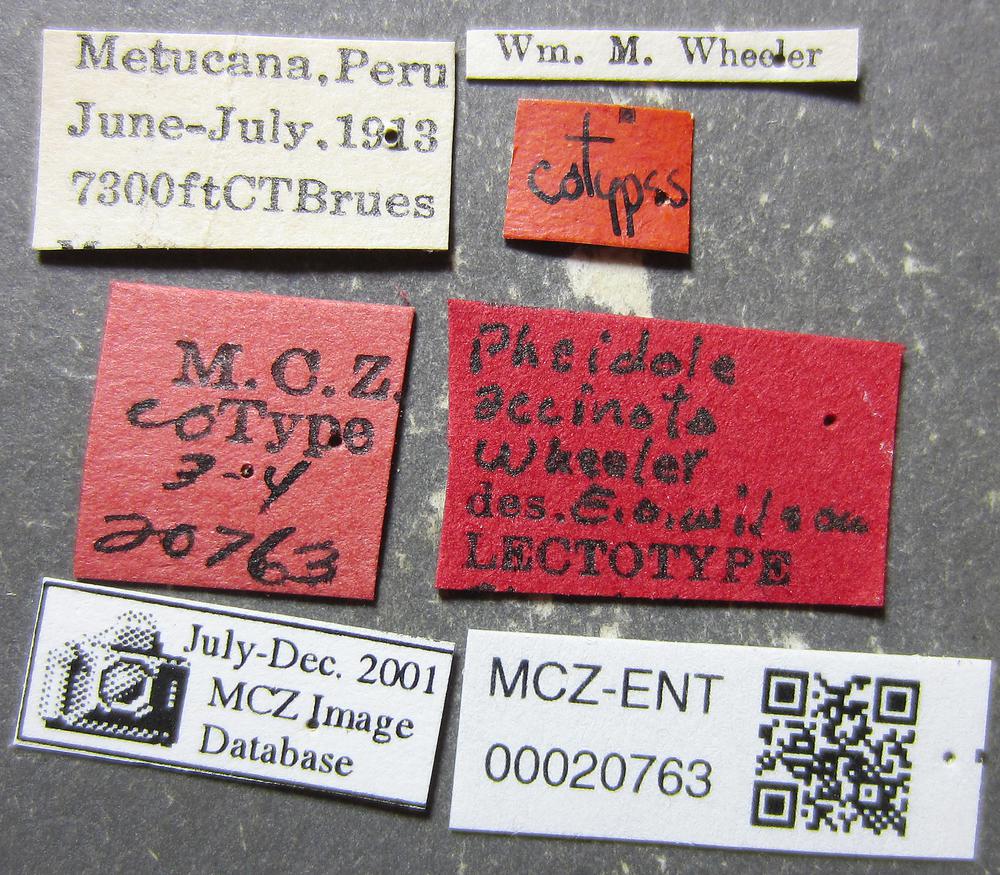 Metucana, Peru
June-July. 1913
7300ftCTBrues
Wm. M. Wheeler
cotypes
M. C. Z.
coType
3-4
20763
Pheidole
accinota
Wheeler
des. E.O. Wilson
LECTOTYPE
July-Dec. 2001
MCZ Image
Database
MCZ-ENT
00020763